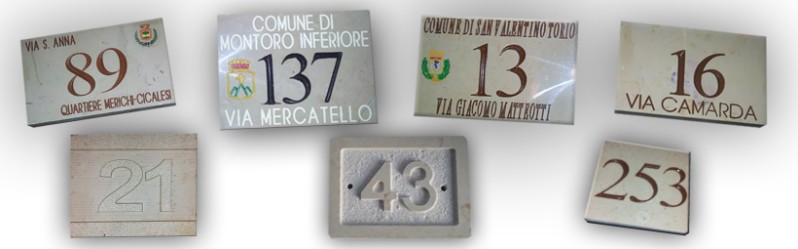 VIA S. ANNA
89
QUARTIERE MERICHI-CICALESI
COMUNE DI
MONTORO INFERIORE
137
VIA MERCATELLO
COMUNE DI SAN VALENTINO TORIO
13
VIA GIACOMO MATTEOTTI
16
VIA CAMARDA
21
43
253